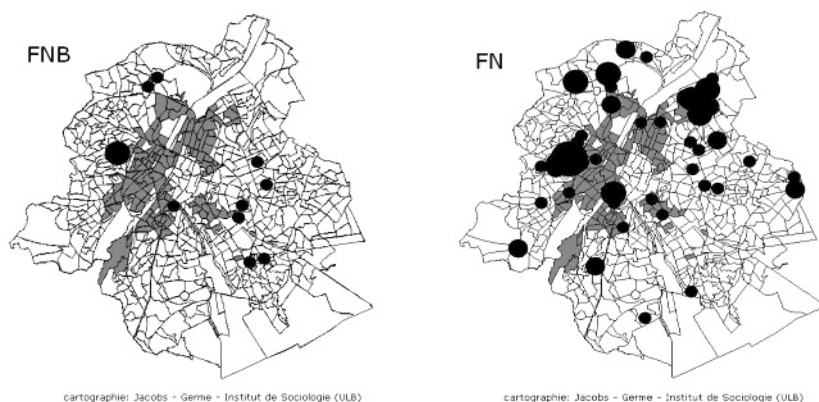 FNB
FN
cartographie: Jacobs - Germe - Institut de Sociologie (ULB)
cartographie: Jacobs - Germe - Institut de Sociologie (ULB)